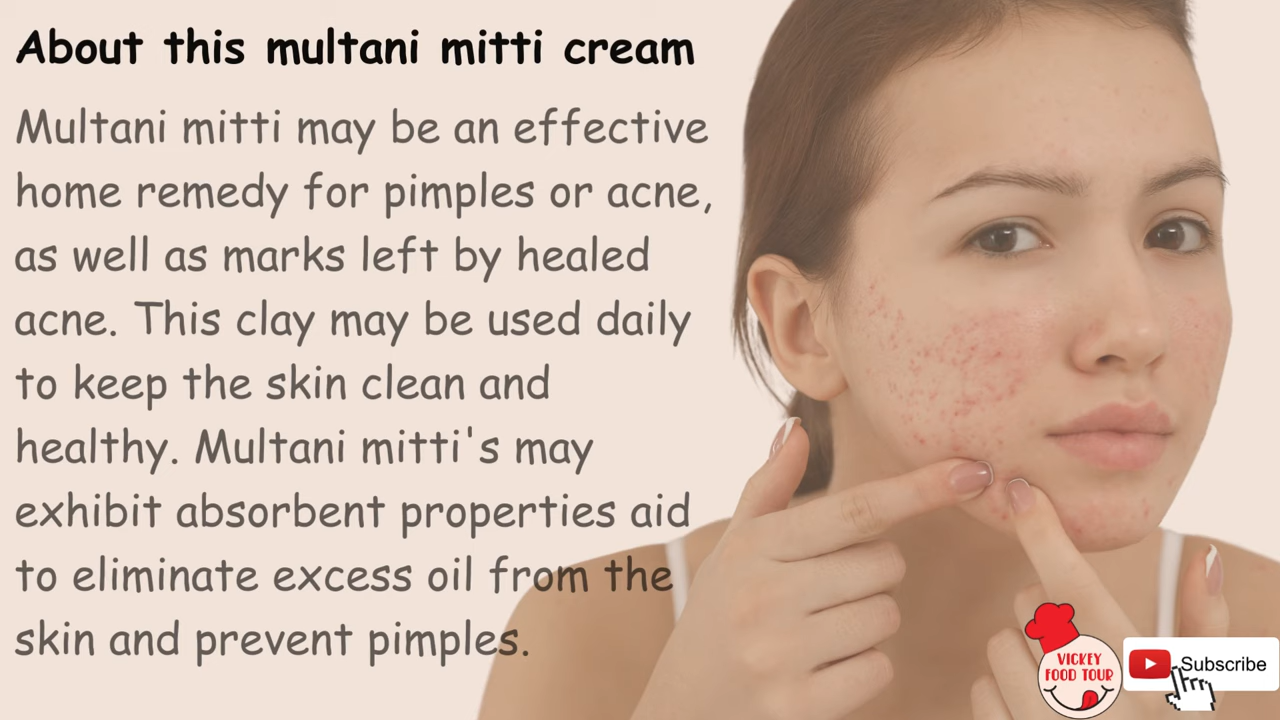 About this multani mitti cream
Multani mitti may be an effective
home remedy for pimples or acne,
as well as marks left by healed
acne. This clay may be used daily
to keep the skin clean and
healthy. Multani mitti's may
exhibit absorbent properties aid
to eliminate excess oil from the
skin and prevent pimples.
VICKEY
FOOD TOUR
Subscribe